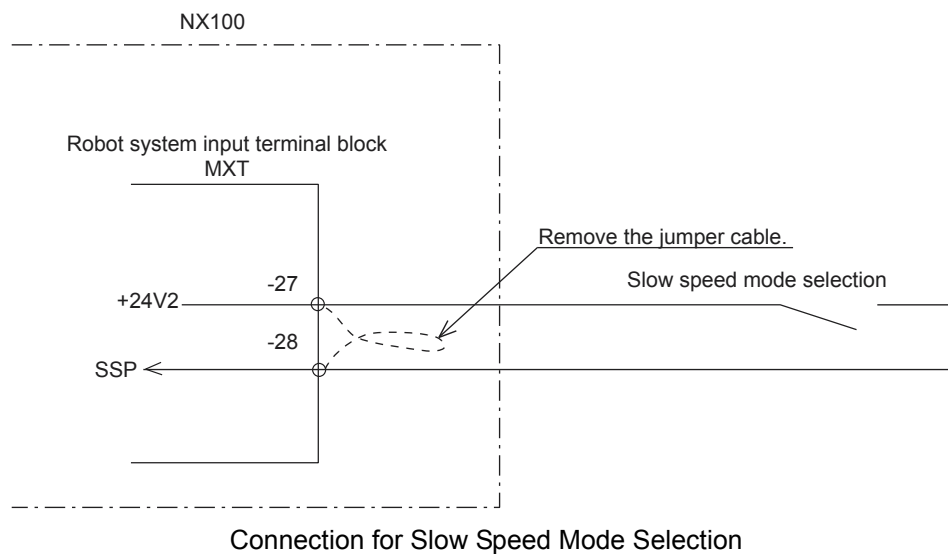 NX100
Robot system input terminal block
MXT
Remove the jumper cable.
Slow speed mode selection
-27
+24V2
-28
SSP
Connection for Slow Speed Mode Selection